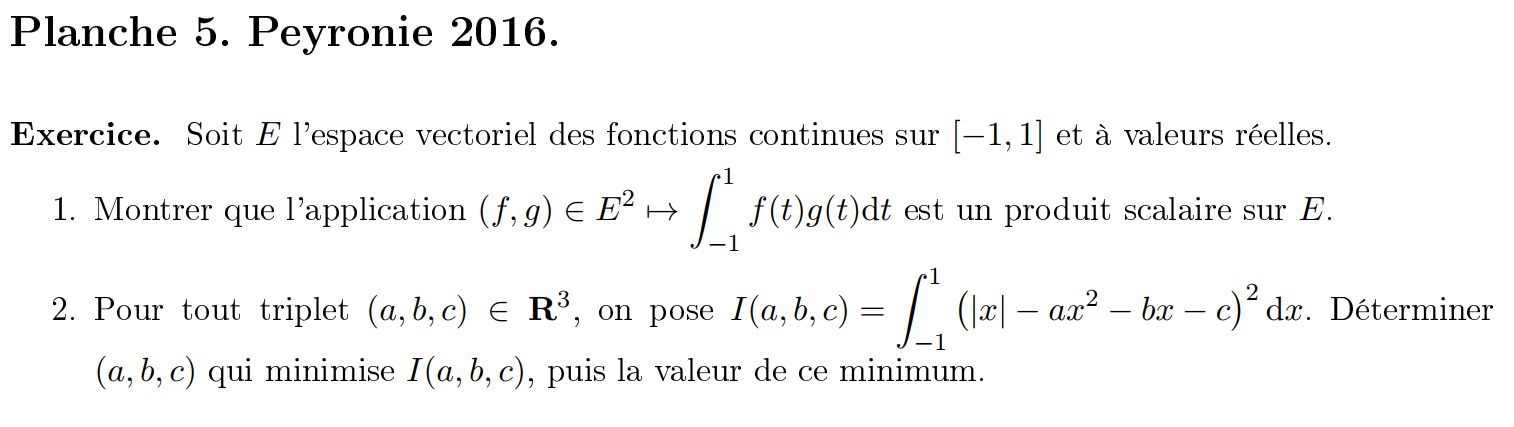 Planche 5. Peyronie 2016.
Exercice. Soit $E$ l'espace vectoriel des fonctions continues sur $[-1, 1]$ et à valeurs réelles.
1. Montrer que l'application $(f, g) \in E^2 \mapsto \int_{-1}^{1} f(t)g(t)\mathrm{d}t$ est un produit scalaire sur $E$.
2. Pour tout triplet $(a, b, c) \in \mathbf{R}^3$, on pose $I(a, b, c) = \int_{-1}^{1} \left(|x| - ax^2 - bx - c\right)^2 \mathrm{d}x$. Déterminer
$(a, b, c)$ qui minimise $I(a, b, c)$, puis la valeur de ce minimum.